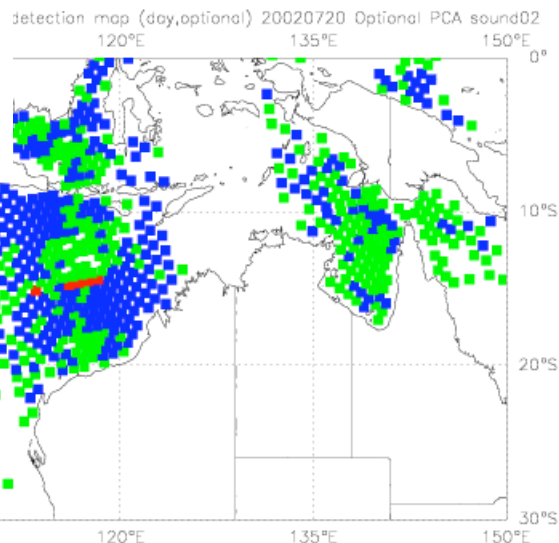 detection map (day,optional) 20020720 Optional PCA sound02
120°E 135°E 150°E
0°
10°S
20°S
30°S
120°E 135°E 150°E